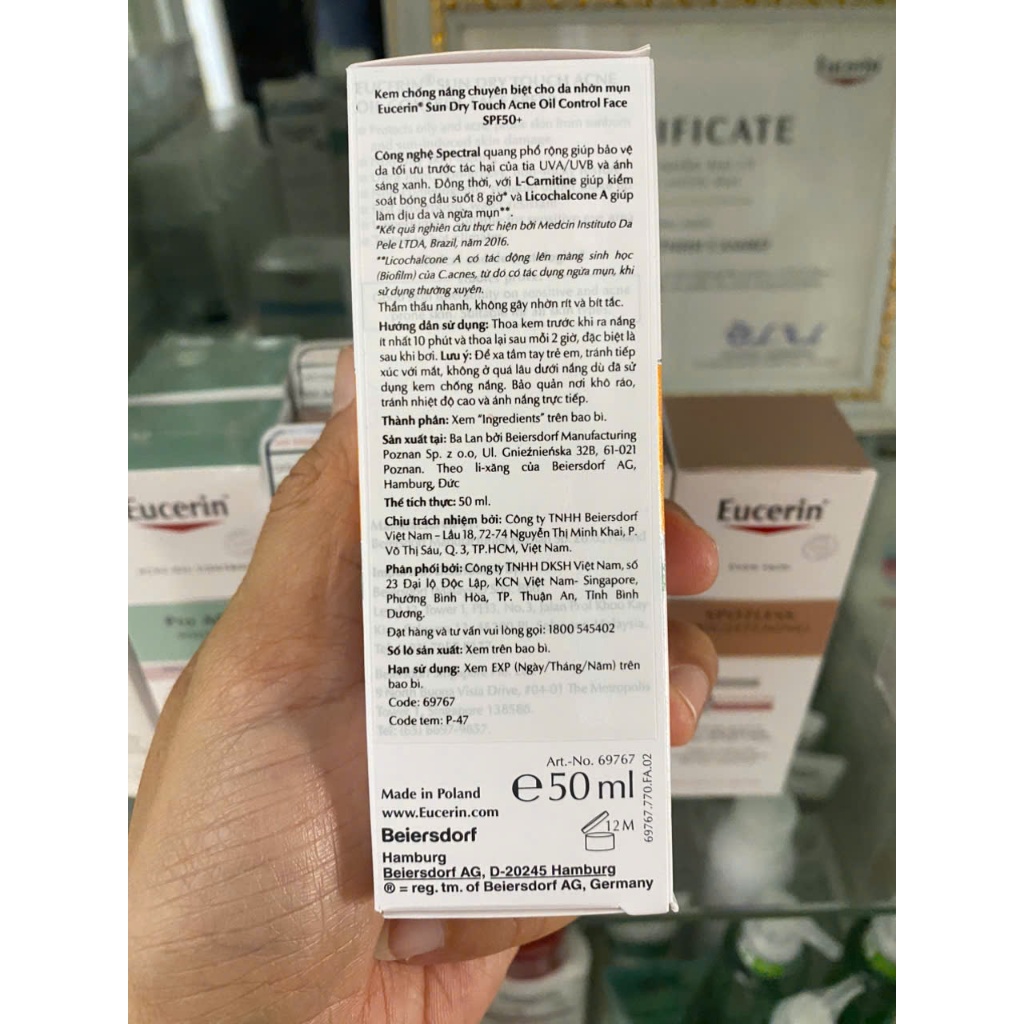 Kem chống nắng chuyên biệt cho da nhờn mụn
Eucerin® Sun Dry Touch Acne Oil Control Face
SPF50+
Công nghệ Spectral quang phổ rộng giúp bảo vệ
da tối ưu trước tác hại của tia UVA/UVB và ánh
sáng xanh. Đồng thời, với L-Carnitine giúp kiểm
soát bóng dầu suốt 8 giờ* và Licochalcone A giúp
làm dịu da và ngừa mụn**.
*Kết quả nghiên cứu thực hiện bởi Medcin Instituto Da
Pele LTDA, Brazil, năm 2016.
**Licochalcone A có tác động lên màng sinh học
(Biofilm) của C.acnes, từ đó có tác dụng ngừa mụn, khi
sử dụng thường xuyên.
Thẩm thấu nhanh, không gây nhờn rít và bít tắc.
Hướng dẫn sử dụng: Thoa kem trước khi ra nắng
ít nhất 10 phút và thoa lại sau mỗi 2 giờ, đặc biệt là
sau khi bơi. Lưu ý: Để xa tầm tay trẻ em, tránh tiếp
xúc với mắt, không ở quá lâu dưới nắng dù đã sử
dụng kem chống nắng. Bảo quản nơi khô ráo,
tránh nhiệt độ cao và ánh nắng trực tiếp.
Thành phần: Xem "Ingredients" trên bao bì.
Sản xuất tại: Ba Lan bởi Beiersdorf Manufacturing
Poznan Sp. z o.o, Ul. Gnieźnieńska 32B, 61-021
Poznan. Theo li-xăng của Beiersdorf AG,
Hamburg, Đức
Thể tích thực: 50 ml.
Chịu trách nhiệm bởi: Công ty TNHH Beiersdorf
Việt Nam – Lầu 18, 72-74 Nguyễn Thị Minh Khai, P.
Võ Thị Sáu, Q. 3, TP.HCM, Việt Nam.
Phân phối bởi: Công ty TNHH DKSH Việt Nam, số
23 Đại lộ Độc Lập, KCN Việt Nam- Singapore,
Phường Bình Hòa, TP. Thuận An, Tỉnh Bình
Dương.
Đặt hàng và tư vấn vui lòng gọi: 1800 545402
Số lô sản xuất: Xem trên bao bì.
Hạn sử dụng: Xem EXP (Ngày/Tháng/Năm) trên
bao bì.
Code: 69767
Code tem: P-47
Art.-No. 69767
Made in Poland
e 50 ml
www.Eucerin.com
12M
69767.770.FA.02
Beiersdorf
Hamburg
Beiersdorf AG, D-20245 Hamburg
® = reg. tm. of Beiersdorf AG, Germany
Eucerin
IFICATE
Eucerin
Eucerin